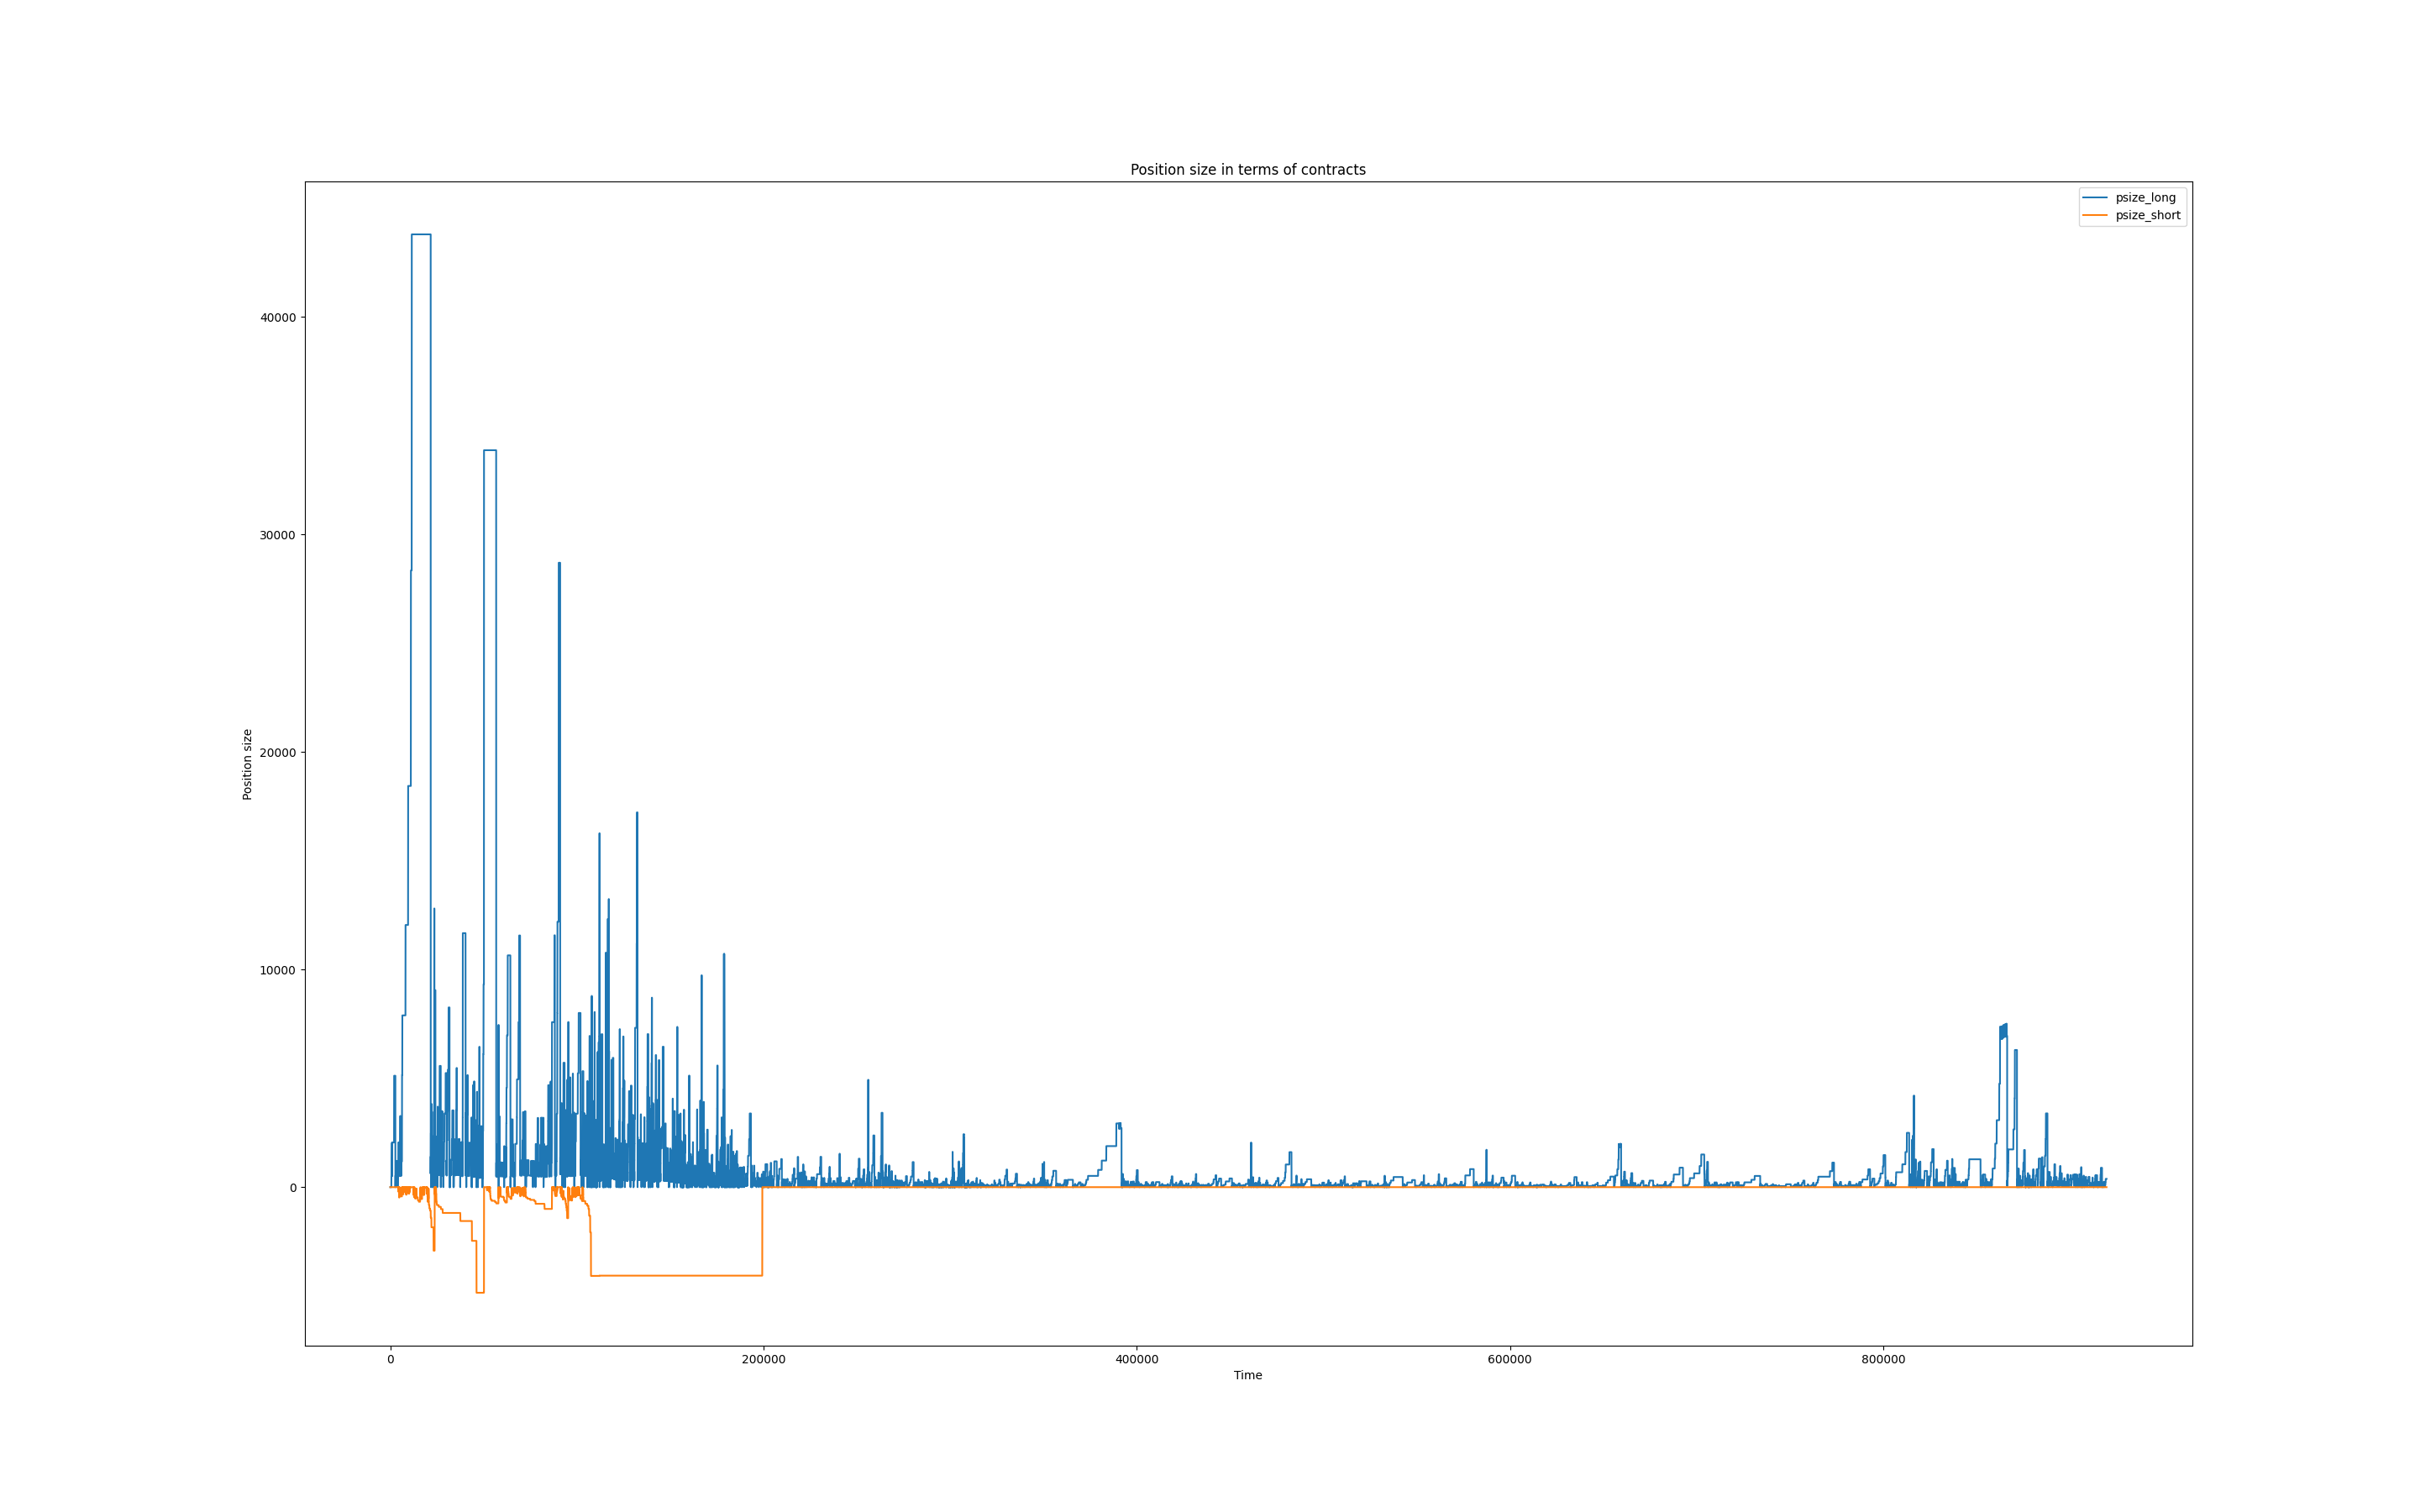 Position size in terms of contracts
psize_long
psize_short
Position size
40000
30000
20000
10000
0
0
200000
400000
600000
800000
Time